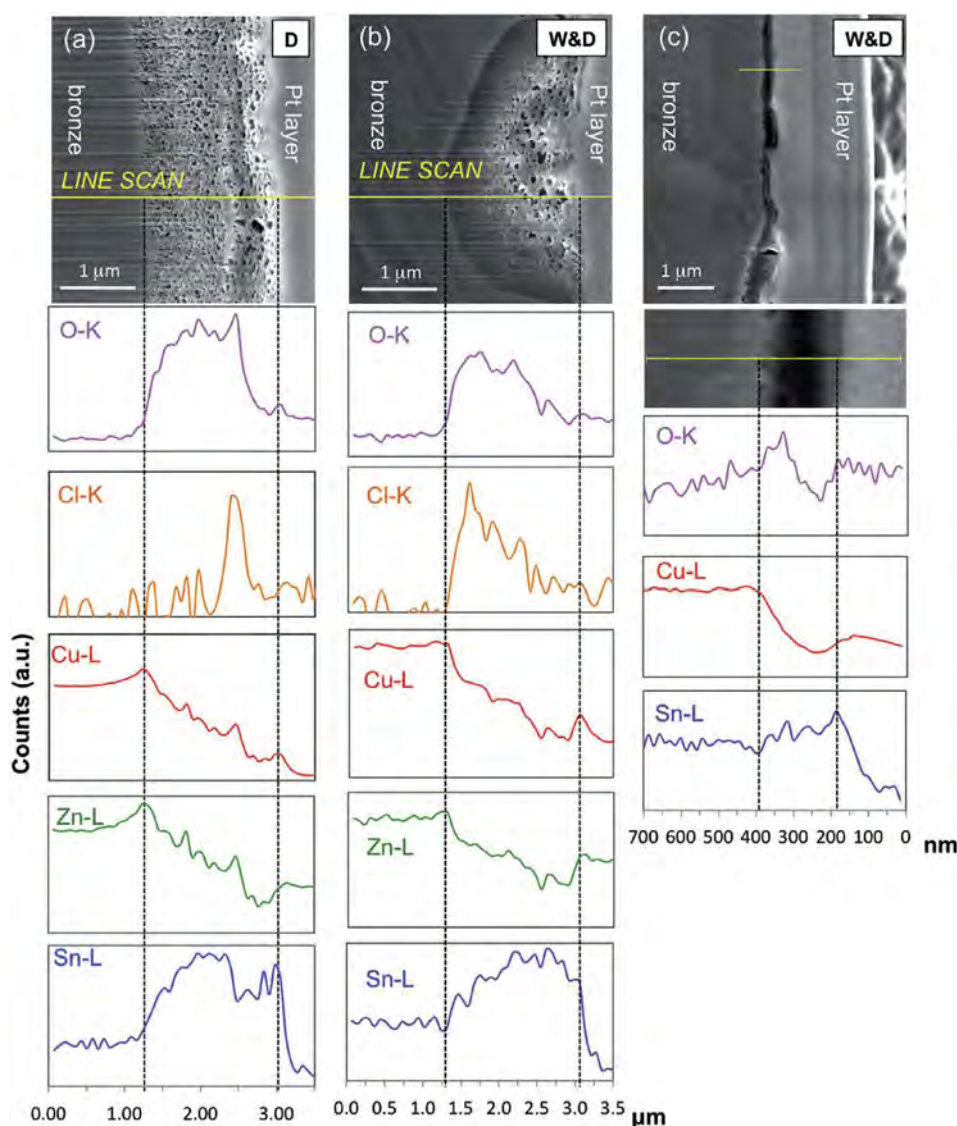 (a)
D
bronze
Pt layer
LINE SCAN
1 μm
O-K
Cl-K
Cu-L
Zn-L
Sn-L
0.00 1.00 2.00 3.00
Counts (a.u.)
(b)
W&D
bronze
Pt layer
LINE SCAN
1 μm
O-K
Cl-K
Cu-L
Zn-L
Sn-L
0.0 0.5 1.0 1.5 2.0 2.5 3.0 3.5
μm
(c)
W&D
bronze
Pt layer
1 μm
O-K
Cu-L
Sn-L
700 600 500 400 300 200 100 0
nm